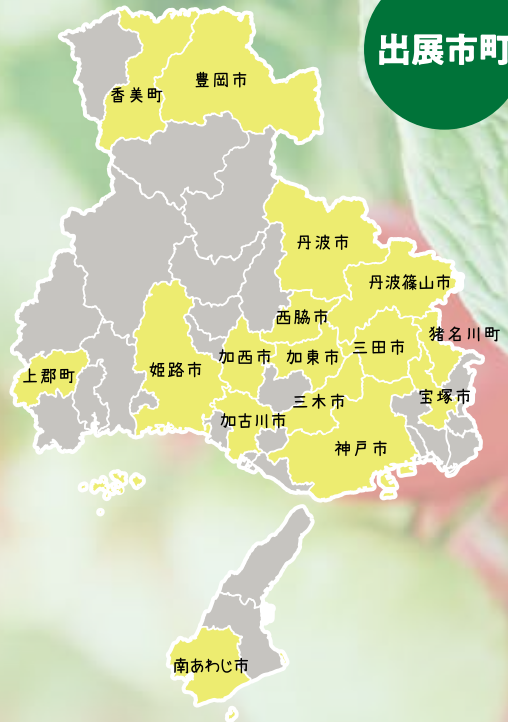 出展市町
豊岡市
香美町
丹波市
丹波篠山市
西脇市
猪名川町
加西市
加東市
三田市
姫路市
上郡町
宝塚市
三木市
加古川市
神戸市
南あわじ市